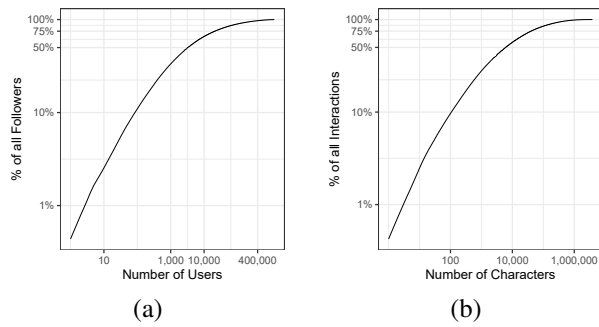 100%
75%
50%
10%
1%
% of all Followers
10 1,000 10,000 400,000
Number of Users
(a)
100%
75%
50%
10%
1%
% of all Interactions
100 10,000 1,000,000
Number of Characters
(b)